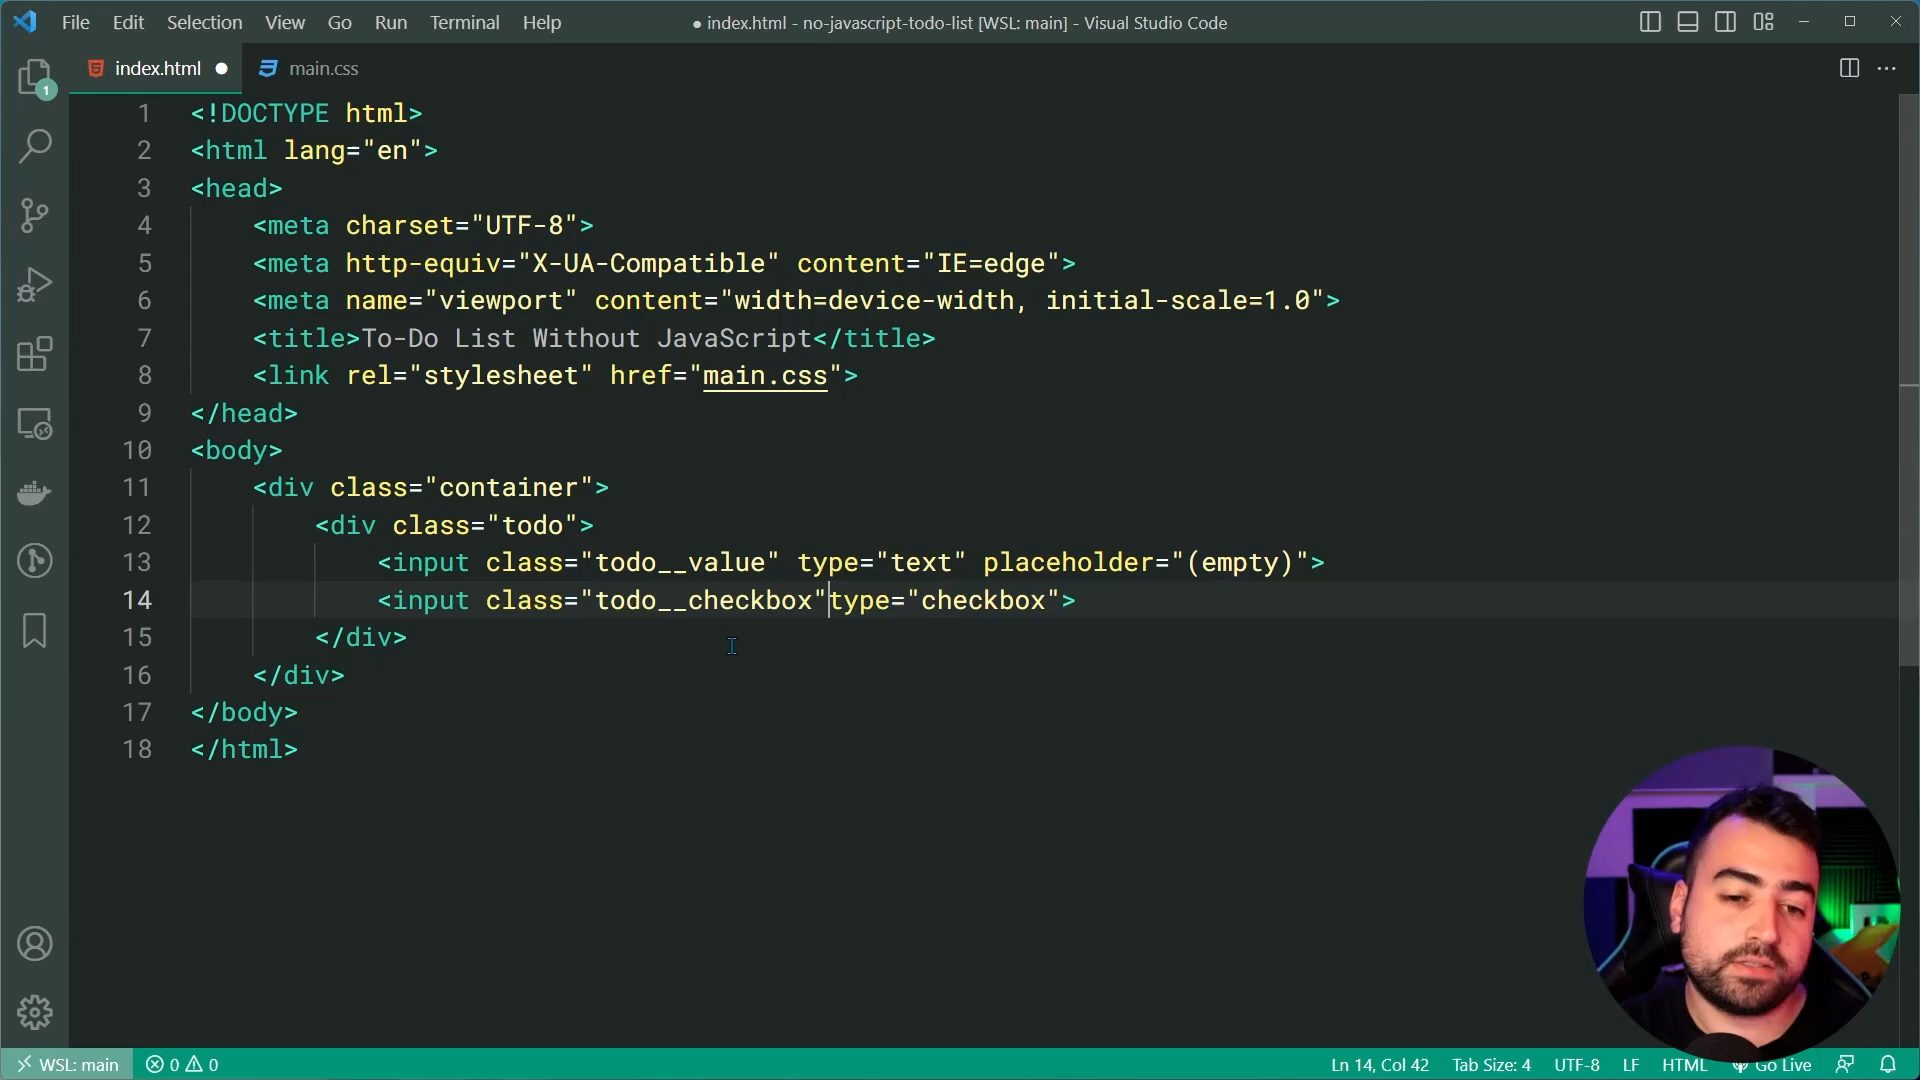 File Edit Selection View Go Run Terminal Help
● index.html - no-javascript-todo-list [WSL: main] - Visual Studio Code
index.html ●
main.css
1
1 <!DOCTYPE html>
2 <html lang="en">
3 <head>
4 <meta charset="UTF-8">
5 <meta http-equiv="X-UA-Compatible" content="IE=edge">
6 <meta name="viewport" content="width=device-width, initial-scale=1.0">
7 <title>To-Do List Without JavaScript</title>
8 <link rel="stylesheet" href="main.css">
9 </head>
10 <body>
11 <div class="container">
12 <div class="todo">
13 <input class="todo__value" type="text" placeholder="(empty)">
14 <input class="todo__checkbox"type="checkbox">
15 </div>
16 </div>
17 </body>
18 </html>
WSL: main 0 0 Ln 14, Col 42 Tab Size: 4 UTF-8 LF HTML Go Live